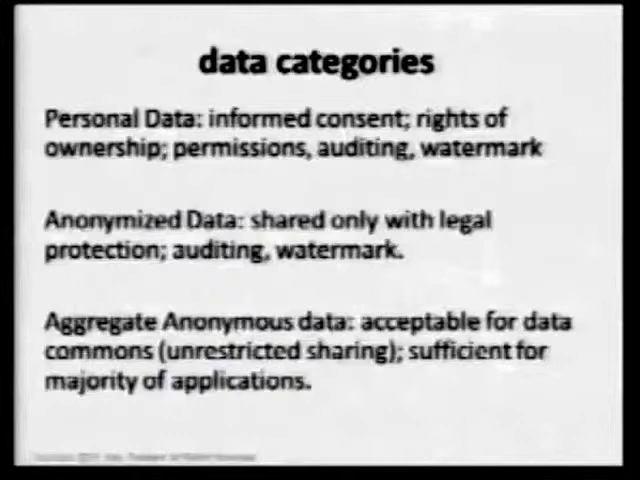 data categories
Personal Data: informed consent; rights of
ownership; permissions, auditing, watermark
Anonymized Data: shared only with legal
protection; auditing, watermark.
Aggregate Anonymous data: acceptable for data
commons (unrestricted sharing); sufficient for
majority of applications.